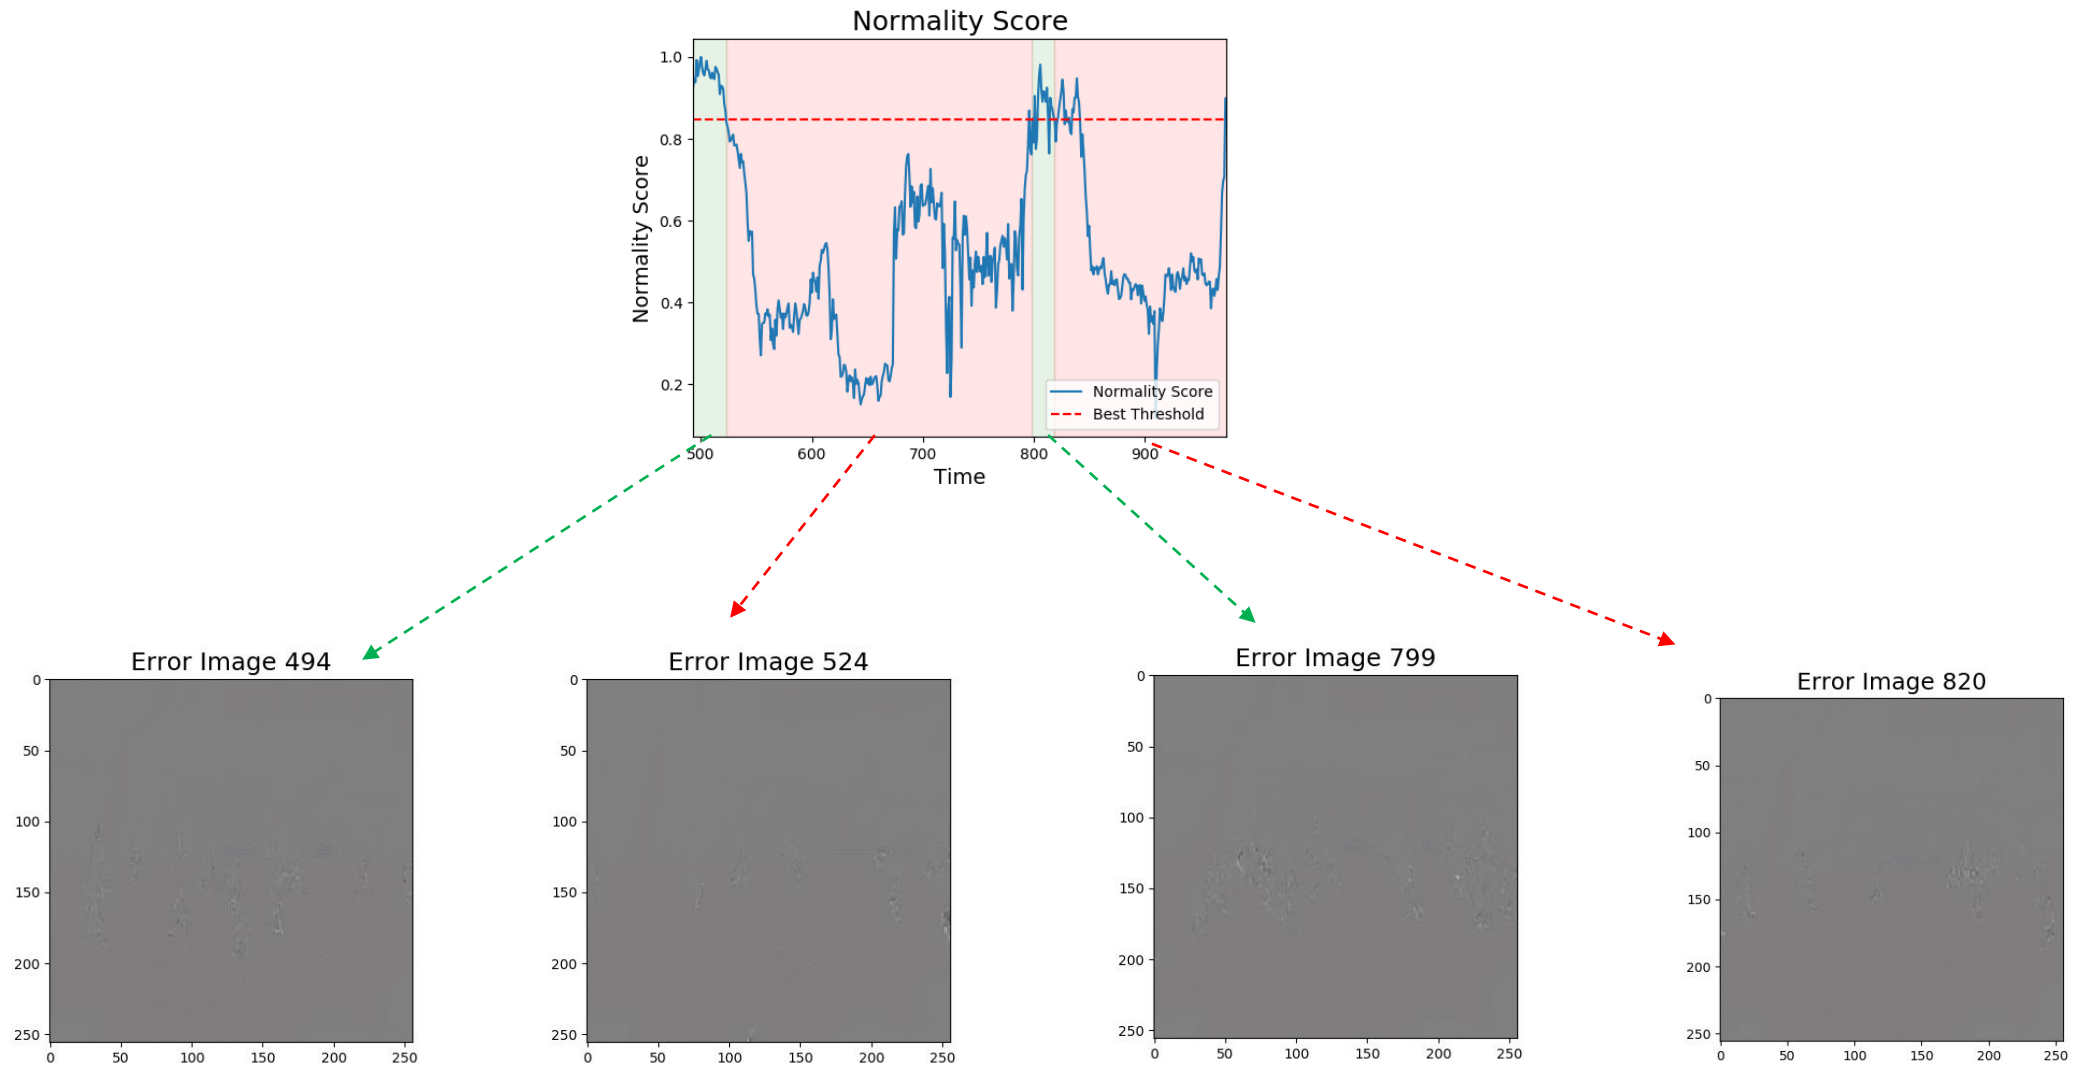 Normality Score
1.0
0.8
0.6
0.4
0.2
Normality Score
Normality Score
Best Threshold
500 600 700 800 900
Time
Error Image 494
0
50
100
150
200
250
0 50 100 150 200 250
Error Image 524
0
50
100
150
200
250
0 50 100 150 200 250
Error Image 799
0
50
100
150
200
250
0 50 100 150 200 250
Error Image 820
0
50
100
150
200
250
0 50 100 150 200 250